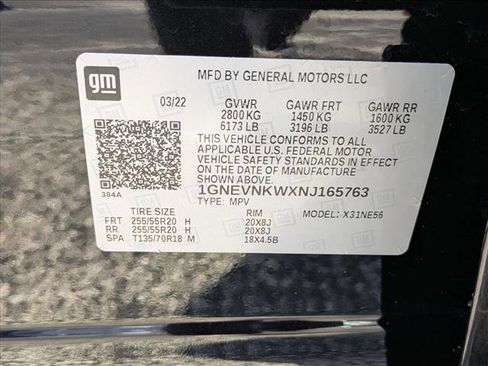 gm
MFD BY GENERAL MOTORS LLC
03/22 GVWR GAWR FRT GAWR RR
2800 KG 1450 KG 1600 KG
6173 LB 3196 LB 3527 LB
THIS VEHICLE CONFORMS TO ALL
APPLICABLE U.S. FEDERAL MOTOR
VEHICLE SAFETY STANDARDS IN EFFECT
ON THE DATE OF MANUFACTURE
SHOWN ABOVE.
384A
1GNEVNKWXNJ165763
TYPE: MPV
TIRE SIZE RIM MODEL: X31NE56
FRT 255/55R20 H 20X8J
RR 255/55R20 H 20X8J
SPA T135/70R18 M 18X4.5B